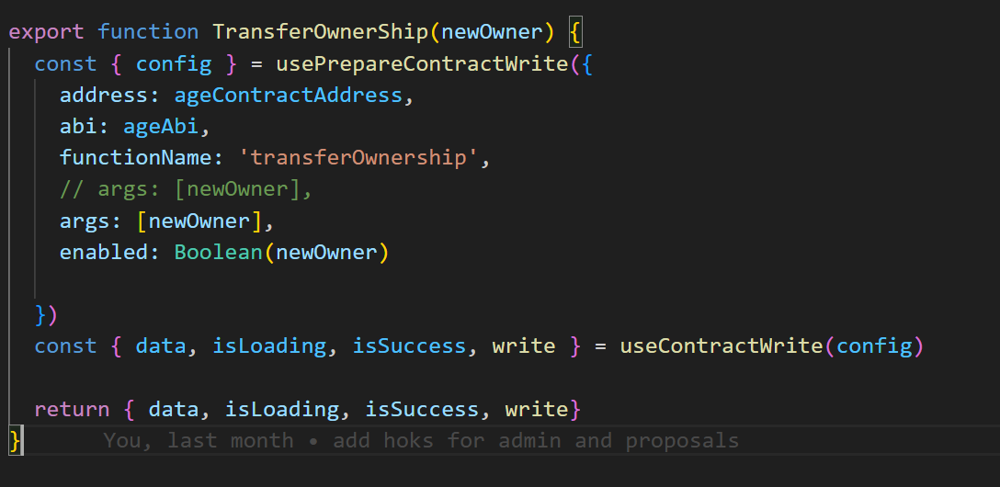 export function TransferOwnerShip(newOwner) {
const { config } = usePrepareContractWrite({
address: ageContractAddress,
abi: ageAbi,
functionName: 'transferOwnership',
// args: [newOwner],
args: [newOwner],
enabled: Boolean(newOwner)
})
const { data, isLoading, isSuccess, write } = useContractWrite(config)
return { data, isLoading, isSuccess, write}
} You, last month • add hoks for admin and proposals